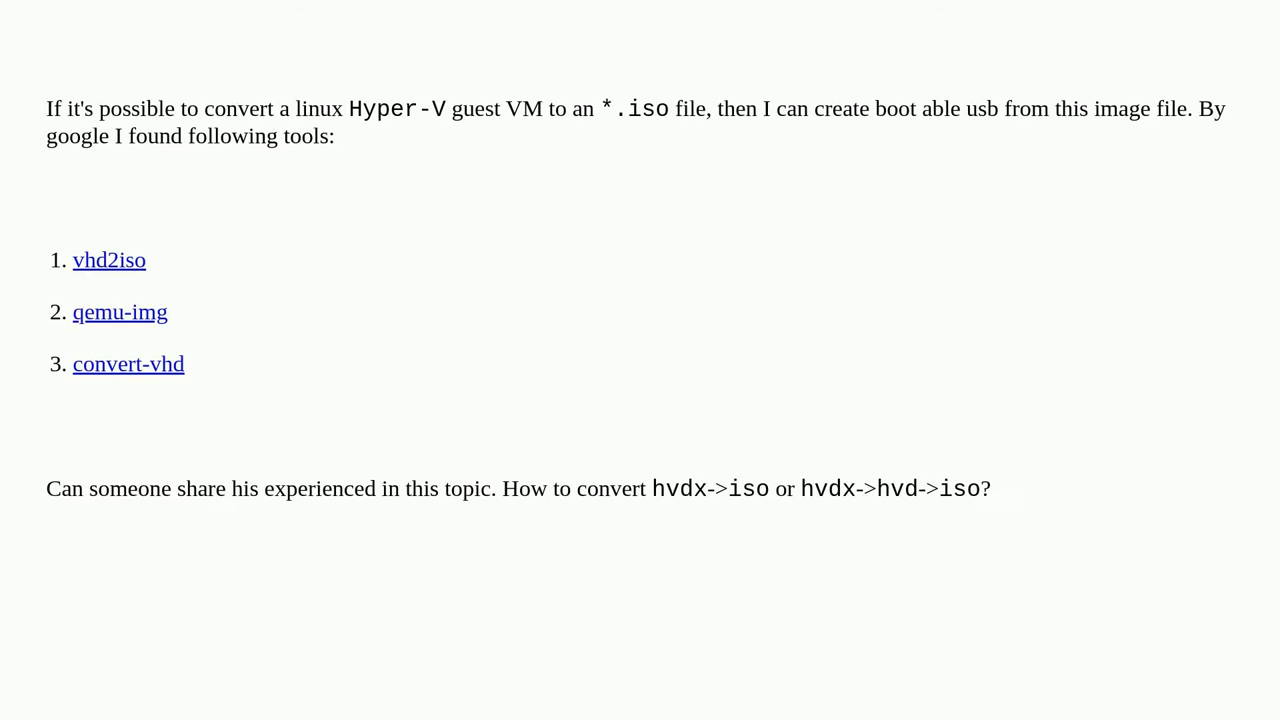 If it's possible to convert a linux Hyper-V guest VM to an *.iso file, then I can create boot able usb from this image file. By
google I found following tools:
1. vhd2iso
2. qemu-img
3. convert-vhd
Can someone share his experienced in this topic. How to convert hvdx->iso or hvdx->hvd->iso?